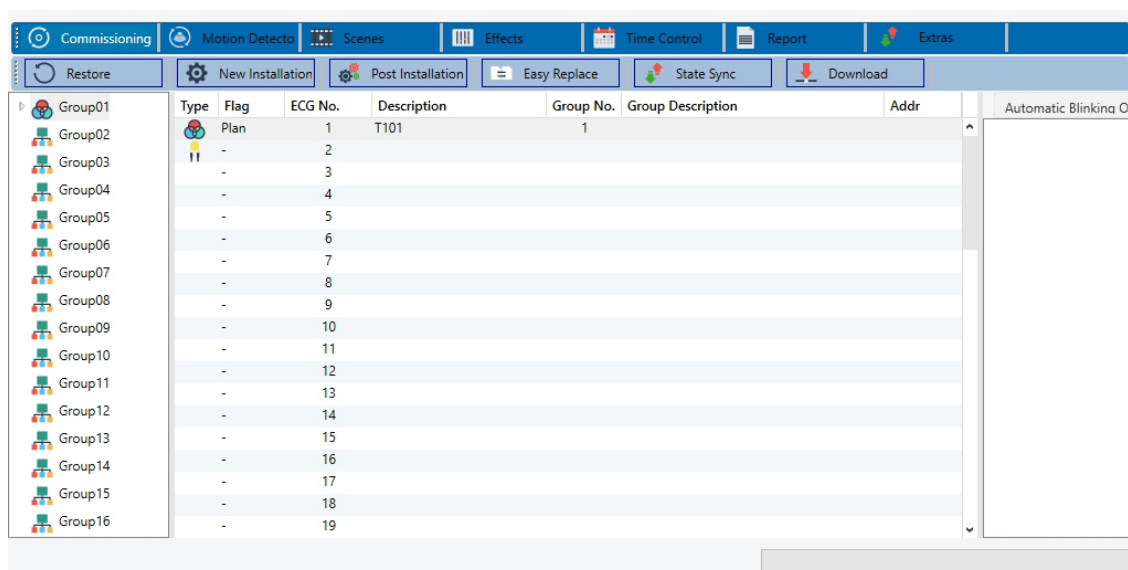 Commissioning Motion Detecto Scenes Effects Time Control Report Extras
Restore New Installation Post Installation Easy Replace State Sync Download
Type Flag ECG No. Description Group No. Group Description Addr Automatic Blinking O
Group01
Group02
Group03
Group04
Group05
Group06
Group07
Group08
Group09
Group10
Group11
Group12
Group13
Group14
Group15
Group16
Plan 1 T101 1
- 2
- 3
- 4
- 5
- 6
- 7
- 8
- 9
- 10
- 11
- 12
- 13
- 14
- 15
- 16
- 17
- 18
- 19